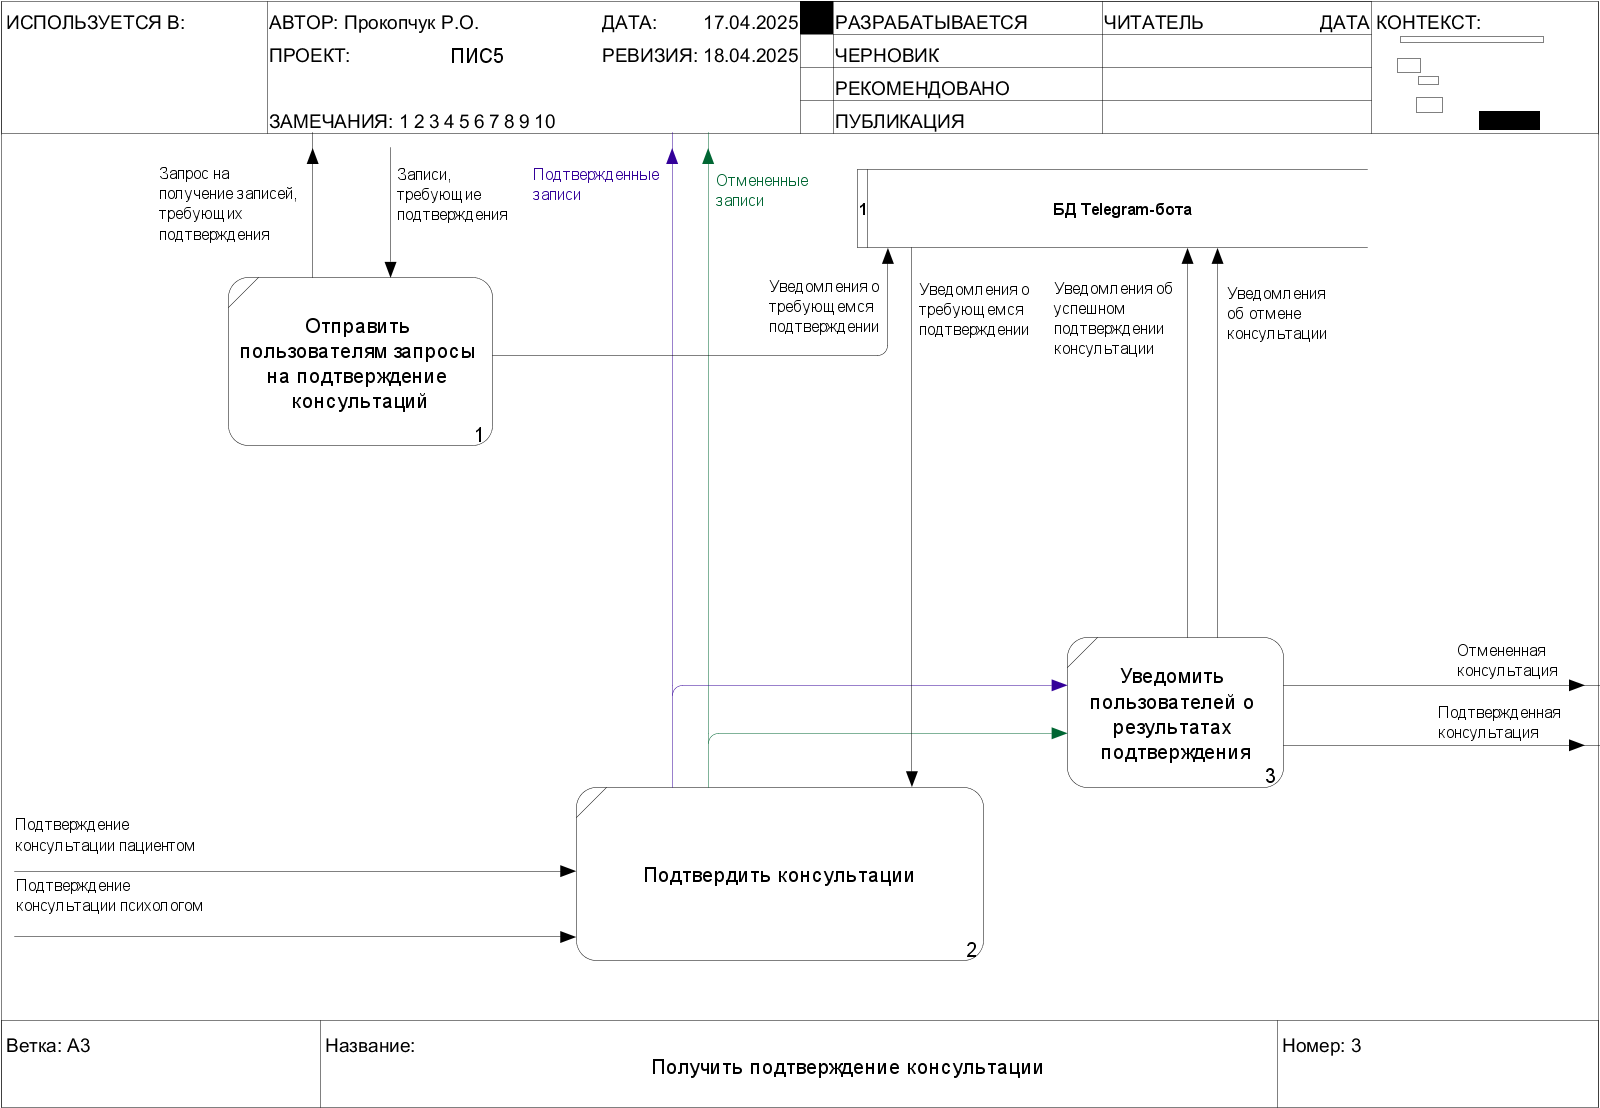 ИСПОЛЬЗУЕТСЯ В:
АВТОР: Прокопчук Р.О.
ДАТА: 17.04.2025
ПРОЕКТ: ПИС5
РЕВИЗИЯ: 18.04.2025
ЗАМЕЧАНИЯ: 1 2 3 4 5 6 7 8 9 10
РАЗРАБАТЫВАЕТСЯ
ЧЕРНОВИК
РЕКОМЕНДОВАНО
ПУБЛИКАЦИЯ
ЧИТАТЕЛЬ
ДАТА
КОНТЕКСТ:
Запрос на
получение записей,
требующих
подтверждения
Записи,
требующие
подтверждения
Подтвержденные
записи
Отмененные
записи
1
БД Telegram-бота
Отправить
пользователям запросы
на подтверждение
консультаций
1
Уведомления о
требующемся
подтверждении
Уведомления о
требующемся
подтверждении
Уведомления об
успешном
подтверждении
консультации
Уведомления
об отмене
консультации
Уведомить
пользователей о
результатах
подтверждения
3
Отмененная
консультация
Подтвержденная
консультация
Подтверждение
консультации пациентом
Подтверждение
консультации психологом
Подтвердить консультации
2
Ветка: A3
Название:
Получить подтверждение консультации
Номер: 3